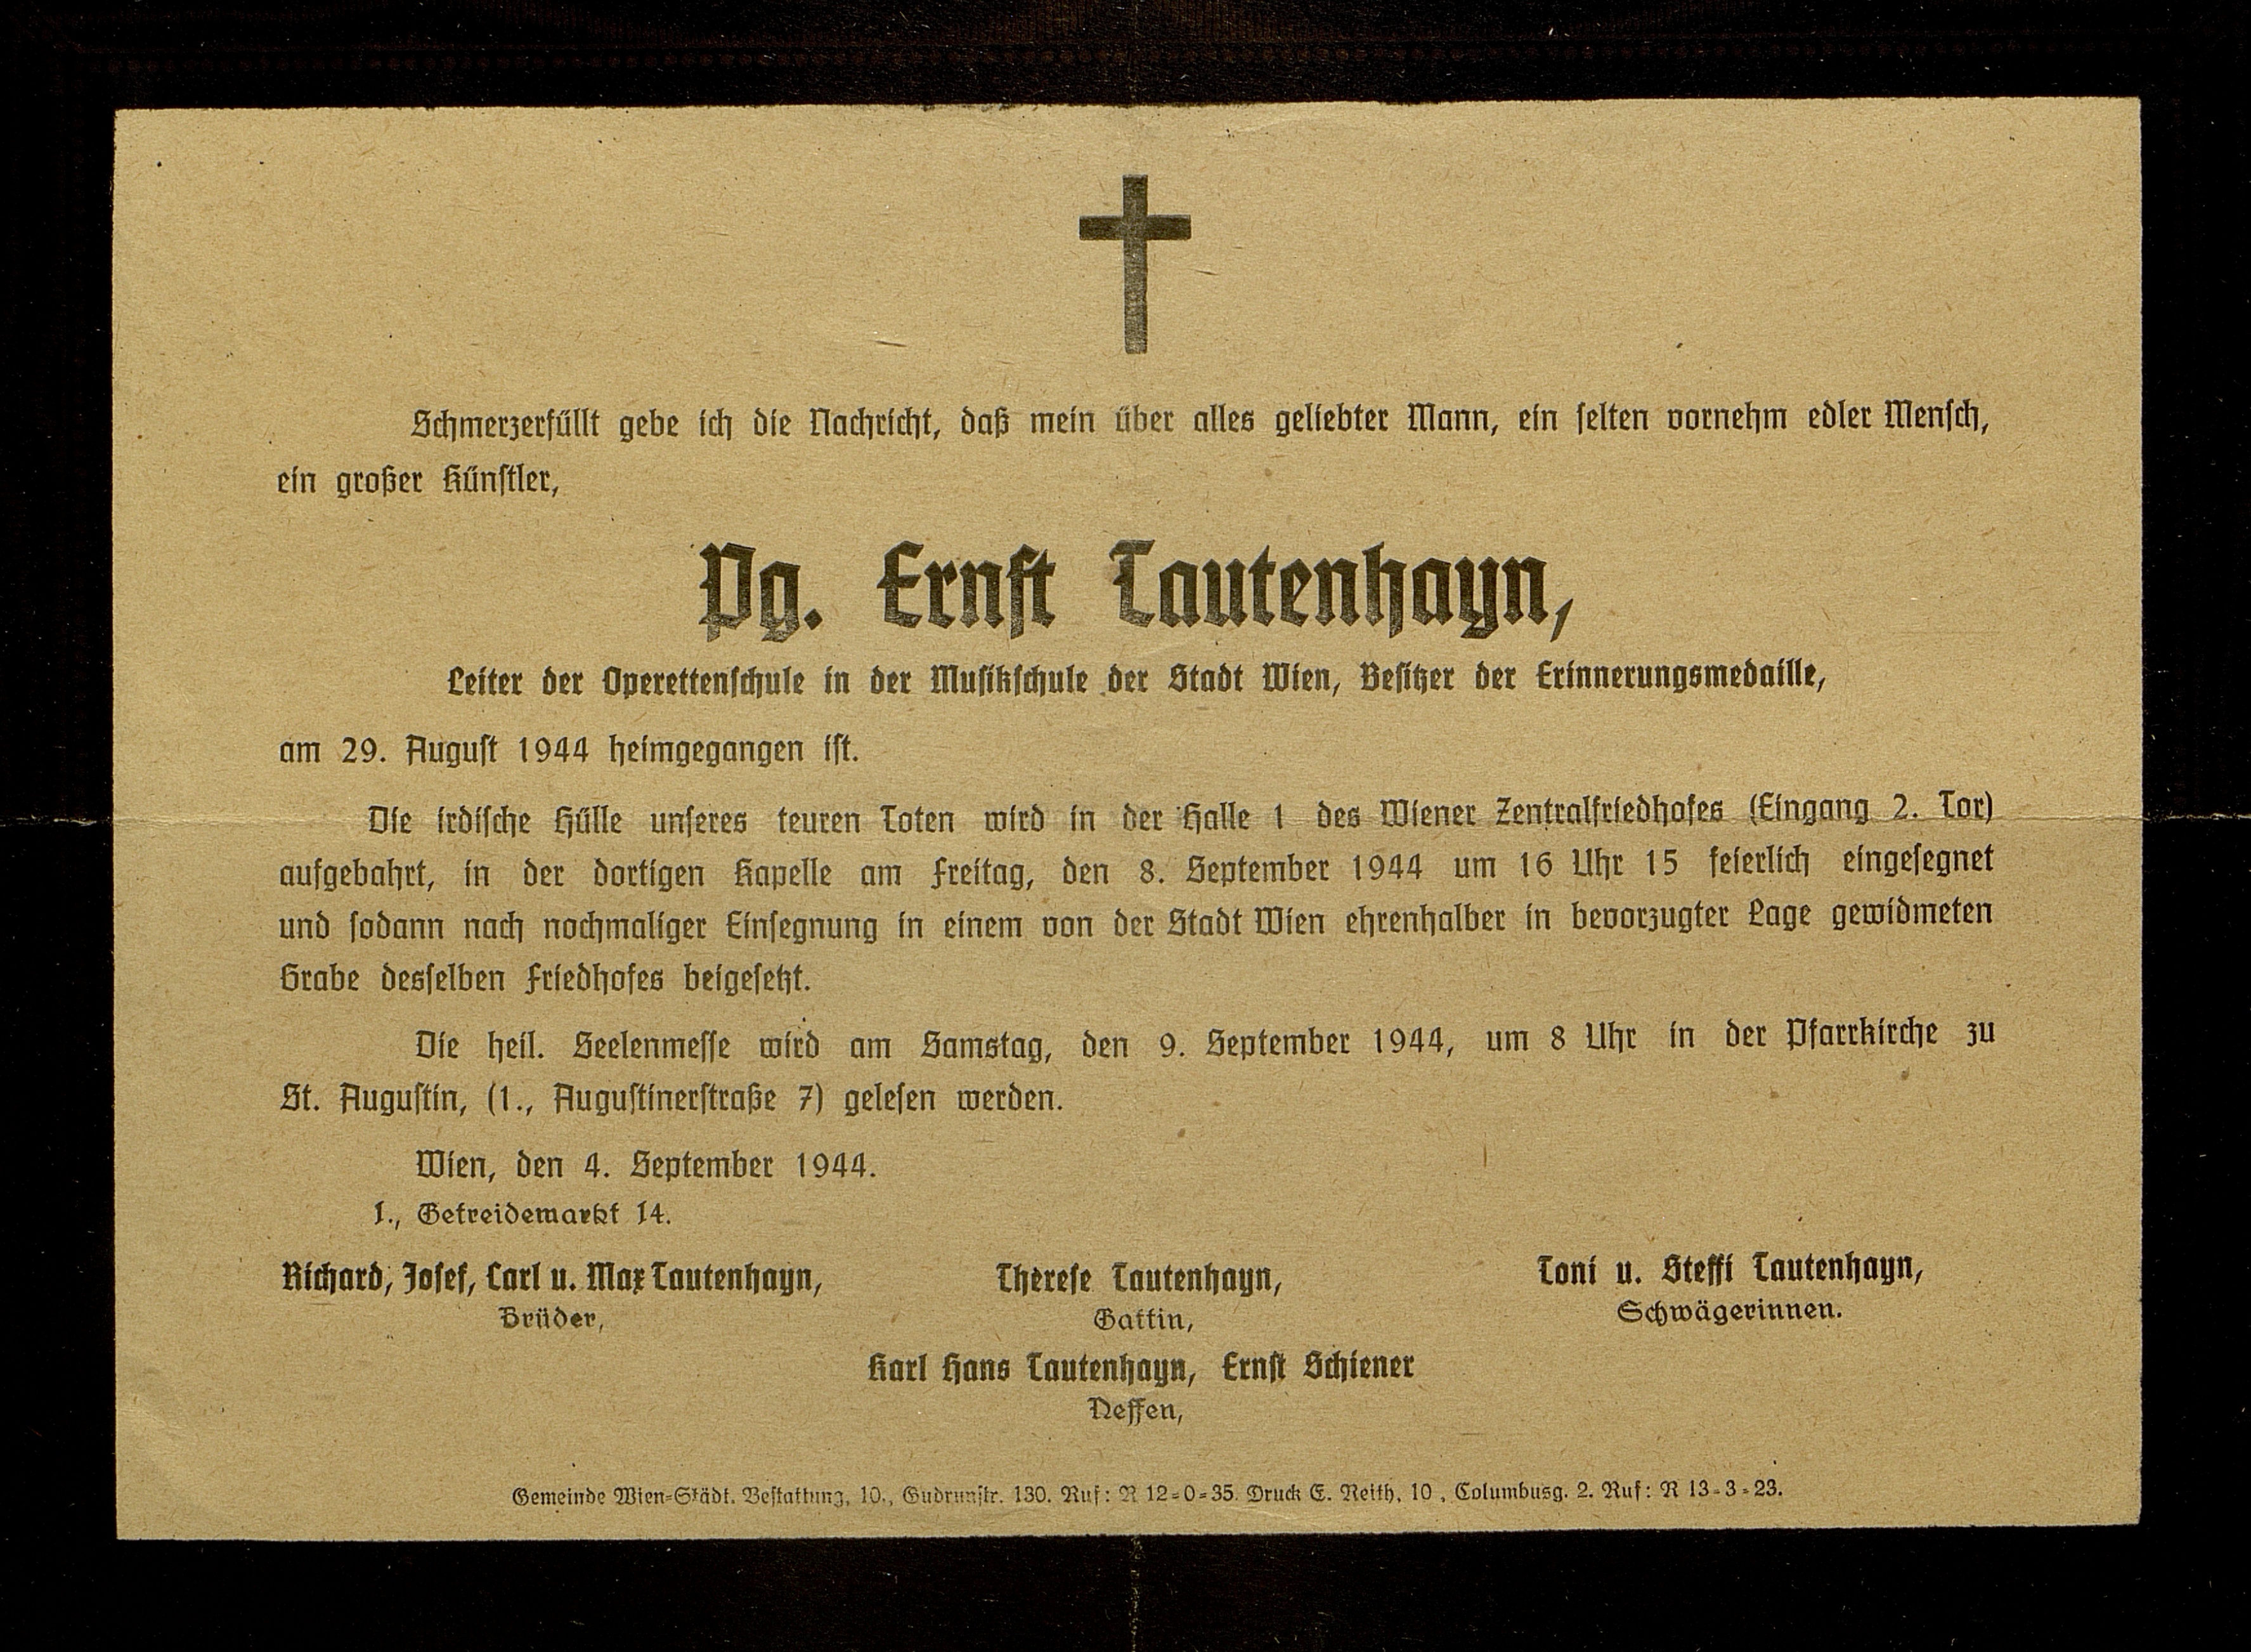 Schmerzerfüllt gebe ich die Nachricht, daß mein über alles geliebter Mann, ein selten vornehm edler Mensch,
ein großer Künstler,
Pg. Ernst Tautenhayn,
Leiter der Operettenschule in der Musikschule der Stadt Wien, Besitzer der Erinnerungsmedaille,
am 29. August 1944 heimgegangen ist.
Die irdische Hülle unseres teuren Toten wird in der Halle 1 des Wiener Zentralfriedhofes (Eingang 2. Tor)
aufgebahrt, in der dortigen Kapelle am Freitag, den 8. September 1944 um 16 Uhr 15 feierlich eingesegnet
und sodann nach nochmaliger Einsegnung in einem von der Stadt Wien ehrenhalber in bevorzugter Lage gewidmeten
Grabe desselben Friedhofes beigesetzt.
Die heil. Seelenmesse wird am Samstag, den 9. September 1944, um 8 Uhr in der Pfarrkirche zu
St. Augustin, (1., Augustinerstraße 7) gelesen werden.
Wien, den 4. September 1944.
1., Getreidemarkt 14.
Richard, Josef, Carl u. Max Tautenhayn,
Brüder,
Therese Tautenhayn,
Gattin,
Toni u. Steffi Tautenhayn,
Schwägerinnen.
Karl Hans Tautenhayn, Ernst Schiener
Neffen,
Gemeinde Wien-Städt. Bestattung, 10., Gudrunstr. 130. Ruf: R 12-0-35. Druck E. Reith, 10, Columbusg. 2. Ruf: R 13-3-23.